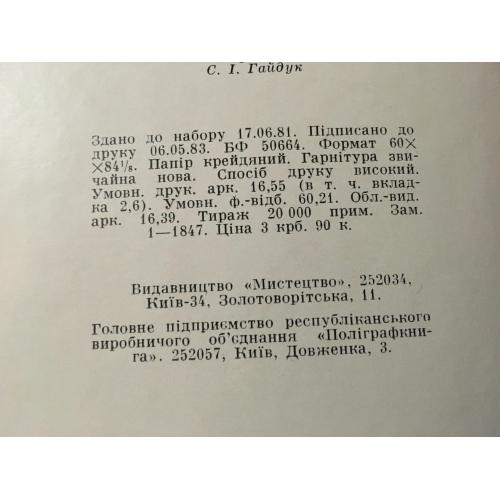 С. І. Гайдук
Здано до набору 17.06.81. Підписано до
друку 06.05.83. БФ 50664. Формат 60×
×84¹/₈. Папір крейдяний. Гарнітура зви-
чайна нова. Спосіб друку високий.
Умовн. друк. арк. 16,55 (в т. ч. вклад-
ка 2,6). Умовн. ф.-відб. 60,21. Обл.-вид.
арк. 16,39. Тираж 20 000 прим. Зам.
1—1847. Ціна 3 крб. 90 к.
Видавництво «Мистецтво», 252034,
Київ-34, Золотоворітська, 11.
Головне підприємство республіканського
виробничого об'єднання «Поліграфкни-
га». 252057, Київ, Довженка, 3.